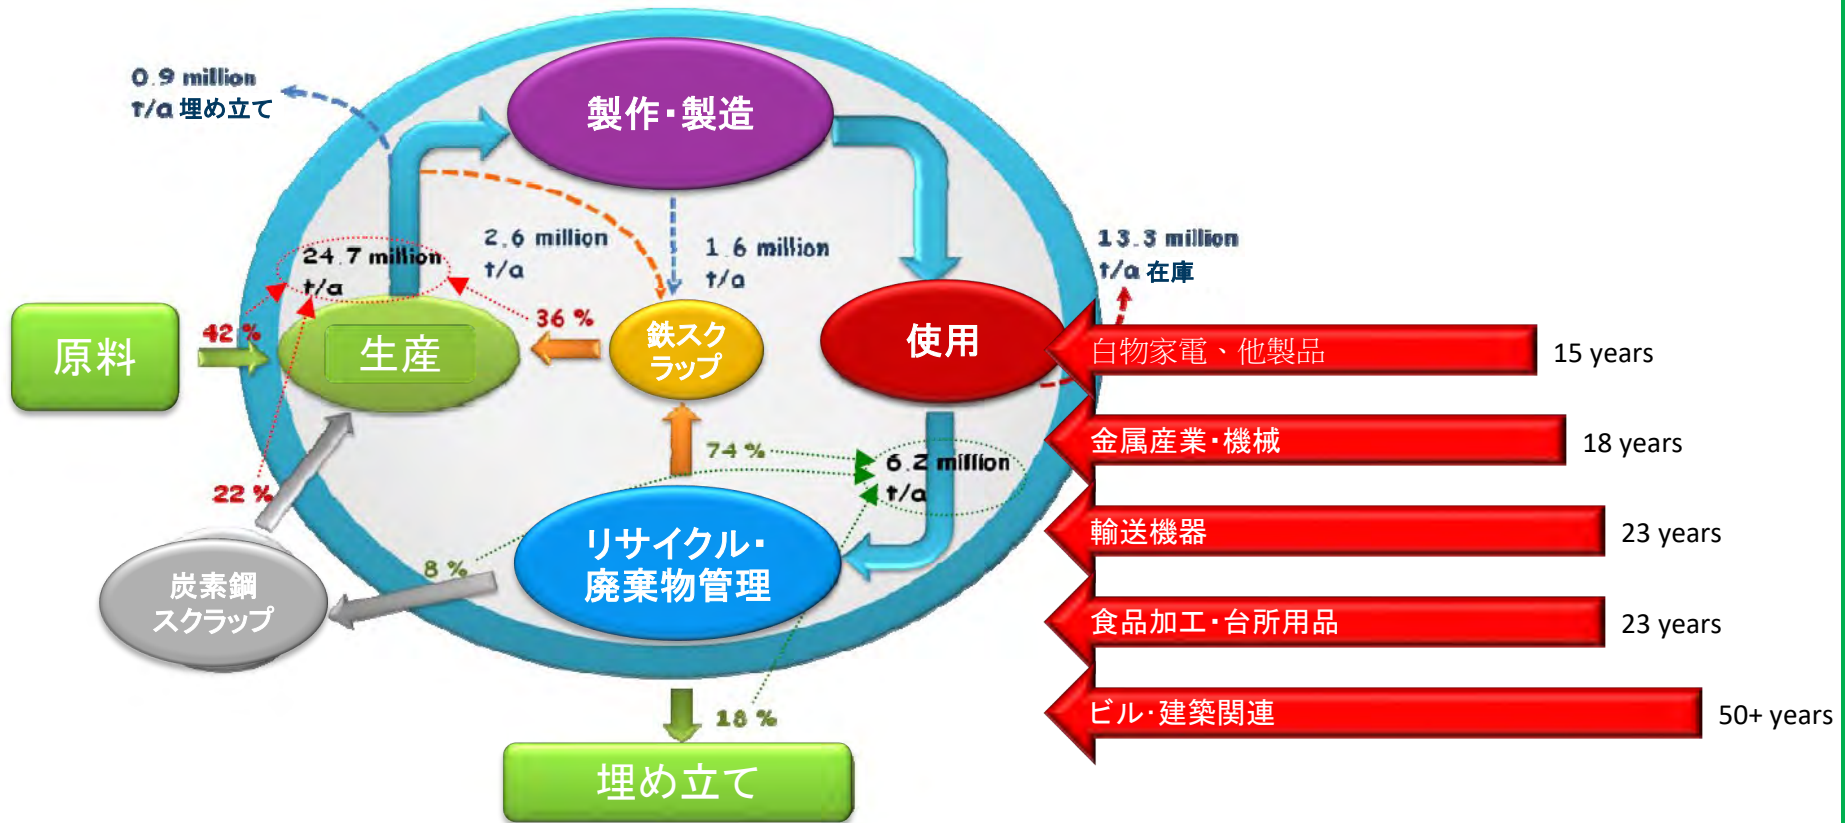 0.9 million
t/a 埋め立て
製作・製造
24.7 million
t/a
2.6 million
t/a
1.6 million
t/a
13.3 million
t/a 在庫
原料
42 %
生産
36 %
鉄スク
ラップ
使用
白物家電、他製品
15 years
金属産業・機械
18 years
74 %
6.2 million
t/a
22 %
輸送機器
23 years
リサイクル・
廃棄物管理
8 %
炭素鋼
スクラップ
食品加工・台所用品
23 years
18 %
ビル・建築関連
50+ years
埋め立て